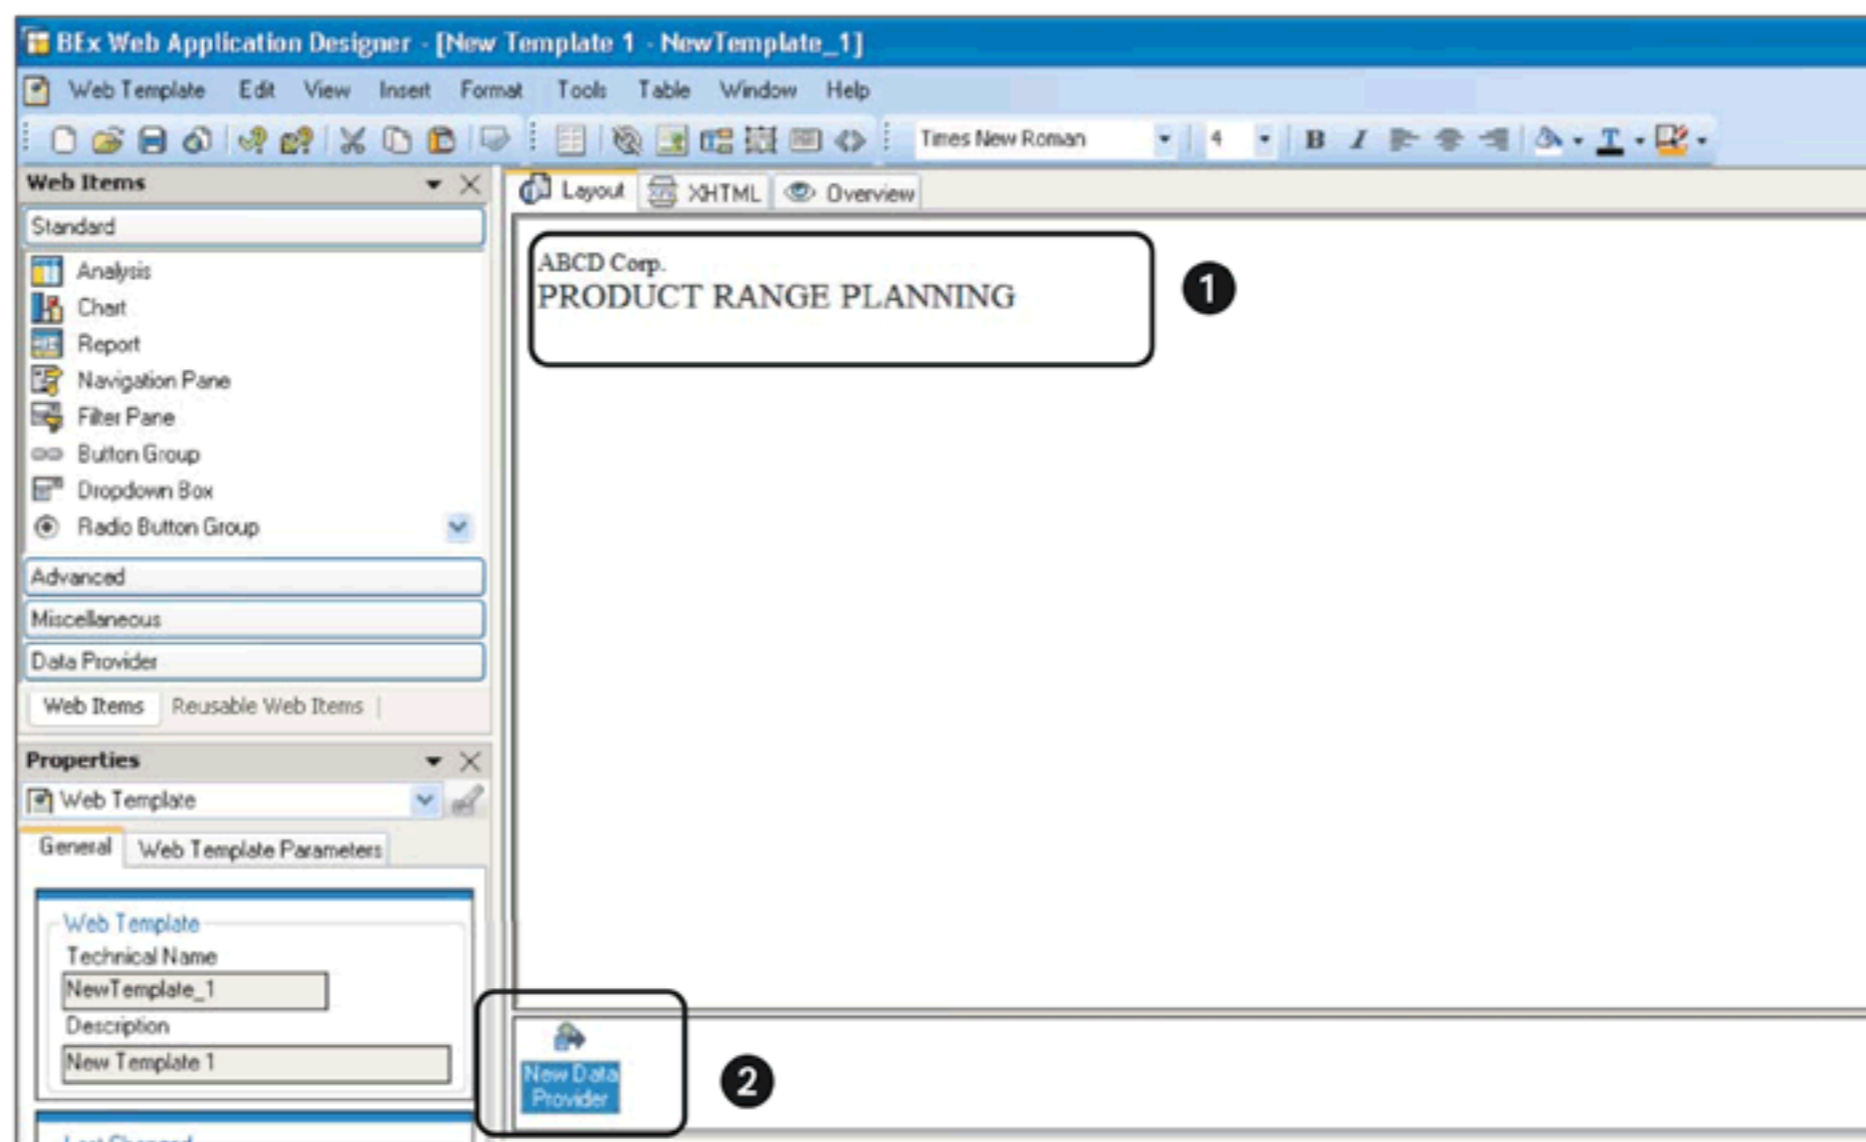 BEx Web Application Designer - [New Template 1 - NewTemplate_1]
Web Template Edit View Insert Format Tools Table Window Help
Times New Roman 4 B I T
Web Items
Layout XHTML Overview
Standard
Analysis
Chart
Report
Navigation Pane
Filter Pane
Button Group
Dropdown Box
Radio Button Group
Advanced
Miscellaneous
Data Provider
Web Items Reusable Web Items
ABCD Corp.
PRODUCT RANGE PLANNING
1
Properties
Web Template
General Web Template Parameters
Web Template
Technical Name
NewTemplate_1
Description
New Template 1
Last Changed
New Data
Provider
2